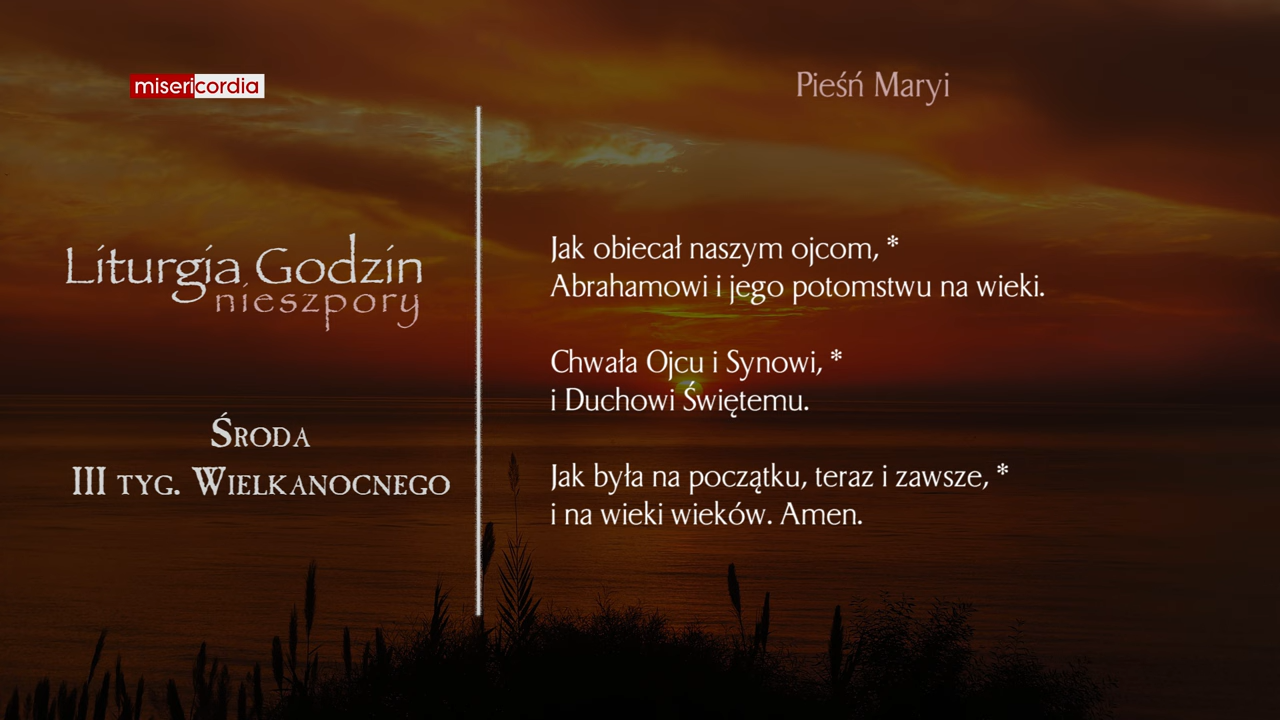 misericordia
Pieśń Maryi
Liturgia Godzin
nieszpory
Środa
III tyg. Wielkanocnego
Jak obiecał naszym ojcom, *
Abrahamowi i jego potomstwu na wieki.
Chwała Ojcu i Synowi, *
i Duchowi Świętemu.
Jak była na początku, teraz i zawsze, *
i na wieki wieków. Amen.